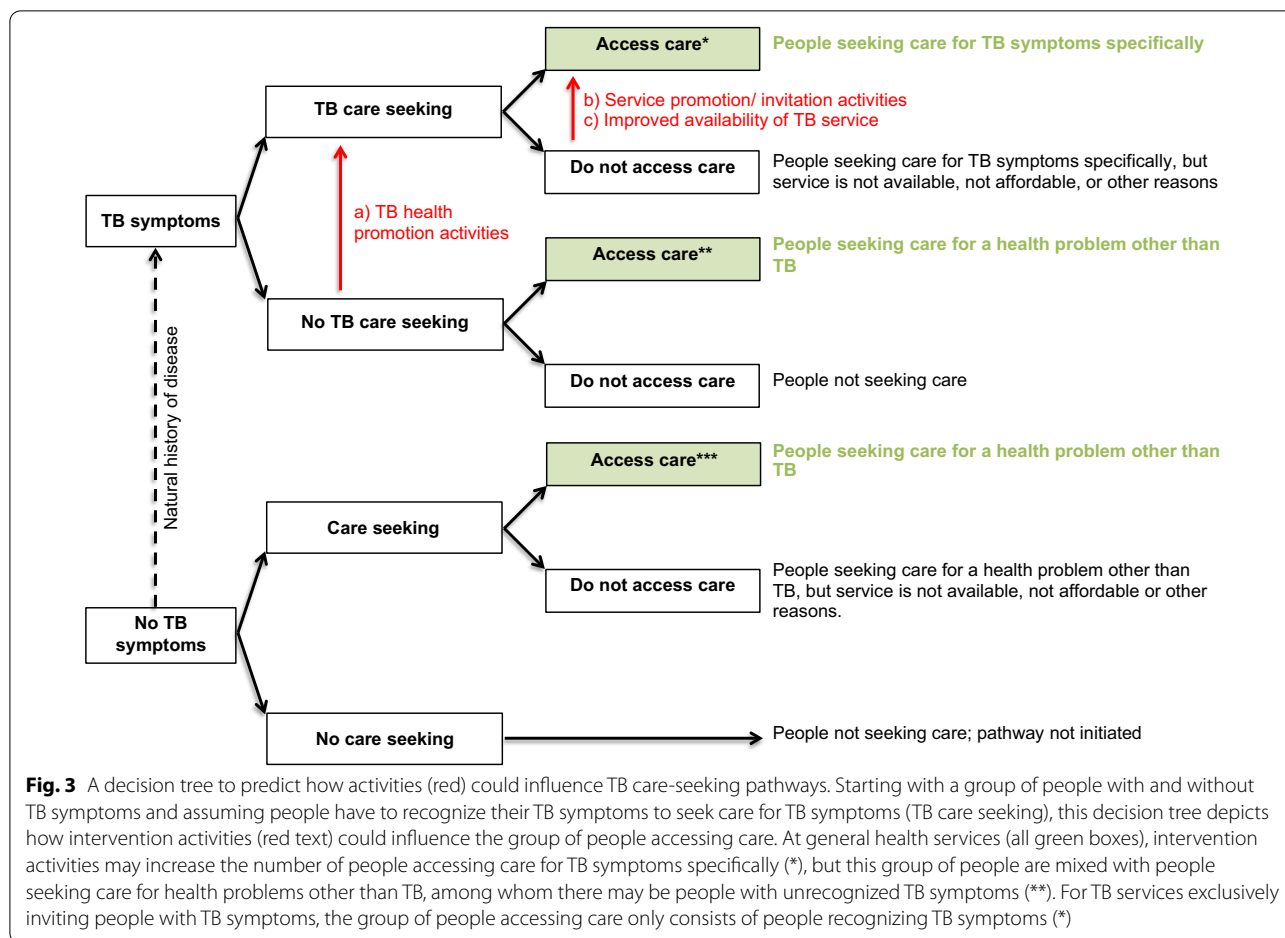 Access care*
People seeking care for TB symptoms specifically
TB care seeking
b) Service promotion/ invitation activities
c) Improved availability of TB service
Do not access care
People seeking care for TB symptoms specifically, but
service is not available, not affordable, or other reasons
TB symptoms
a) TB health
promotion activities
Access care**
People seeking care for a health problem other than
TB
No TB care seeking
Do not access care
People not seeking care
Natural history of disease
Access care***
People seeking care for a health problem other than
TB
Care seeking
Do not access care
People seeking care for a health problem other than
TB, but service is not available, not affordable or other
reasons.
No TB
symptoms
No care seeking
People not seeking care; pathway not initiated
Fig. 3 A decision tree to predict how activities (red) could influence TB care-seeking pathways. Starting with a group of people with and without
TB symptoms and assuming people have to recognize their TB symptoms to seek care for TB symptoms (TB care seeking), this decision tree depicts
how intervention activities (red text) could influence the group of people accessing care. At general health services (all green boxes), intervention
activities may increase the number of people accessing care for TB symptoms specifically (*), but this group of people are mixed with people
seeking care for health problems other than TB, among whom there may be people with unrecognized TB symptoms (**). For TB services exclusively
inviting people with TB symptoms, the group of people accessing care only consists of people recognizing TB symptoms (*)